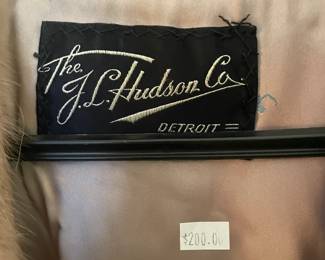 The
J.L. Hudson Co.
DETROIT
$200.00